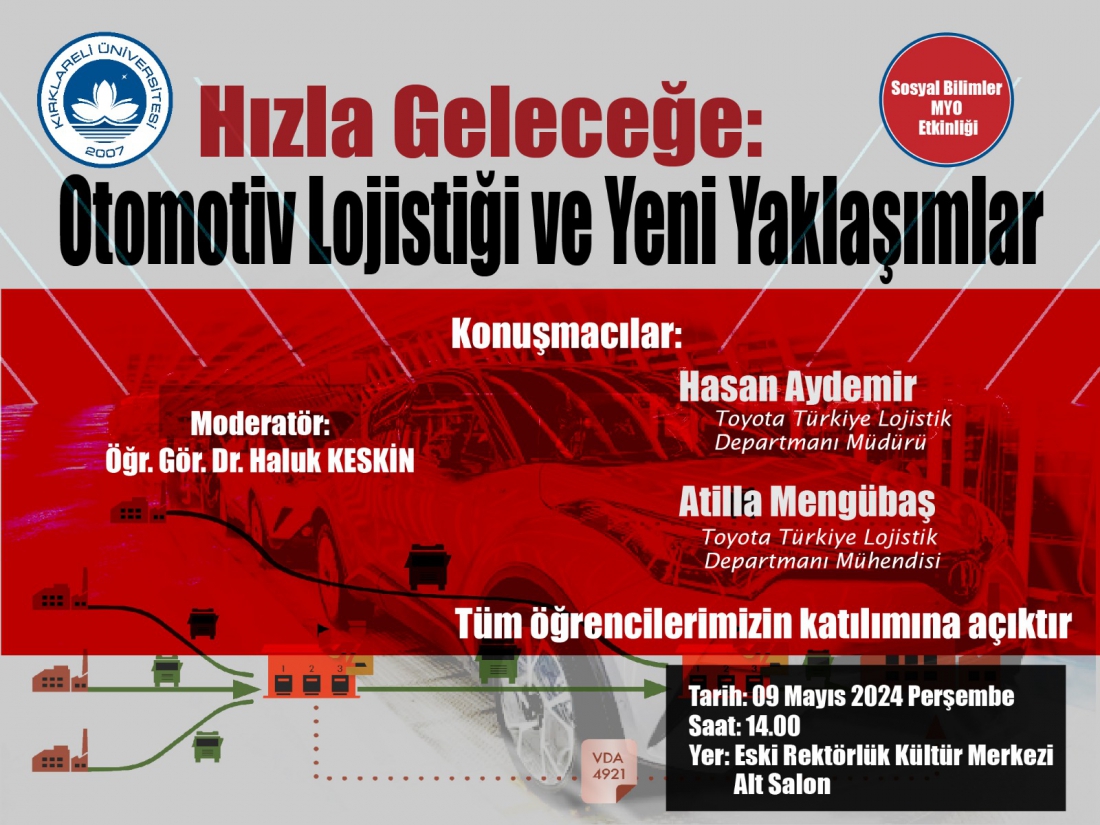 KIRKLARELİ ÜNİVERSİTESİ
2007
Sosyal Bilimler
MYO
Etkinliği
Hızla Geleceğe:
Otomotiv Lojistiği ve Yeni Yaklaşımlar
Konuşmacılar:
Hasan Aydemir
Toyota Türkiye Lojistik
Departmanı Müdürü
Moderatör:
Öğr. Gör. Dr. Haluk KESKİN
Atilla Mengübaş
Toyota Türkiye Lojistik
Departmanı Mühendisi
Tüm öğrencilerimizin katılımına açıktır
1 2 3
Tarih: 09 Mayıs 2024 Perşembe
Saat: 14.00
Yer: Eski Rektörlük Kültür Merkezi
Alt Salon
VDA
4921